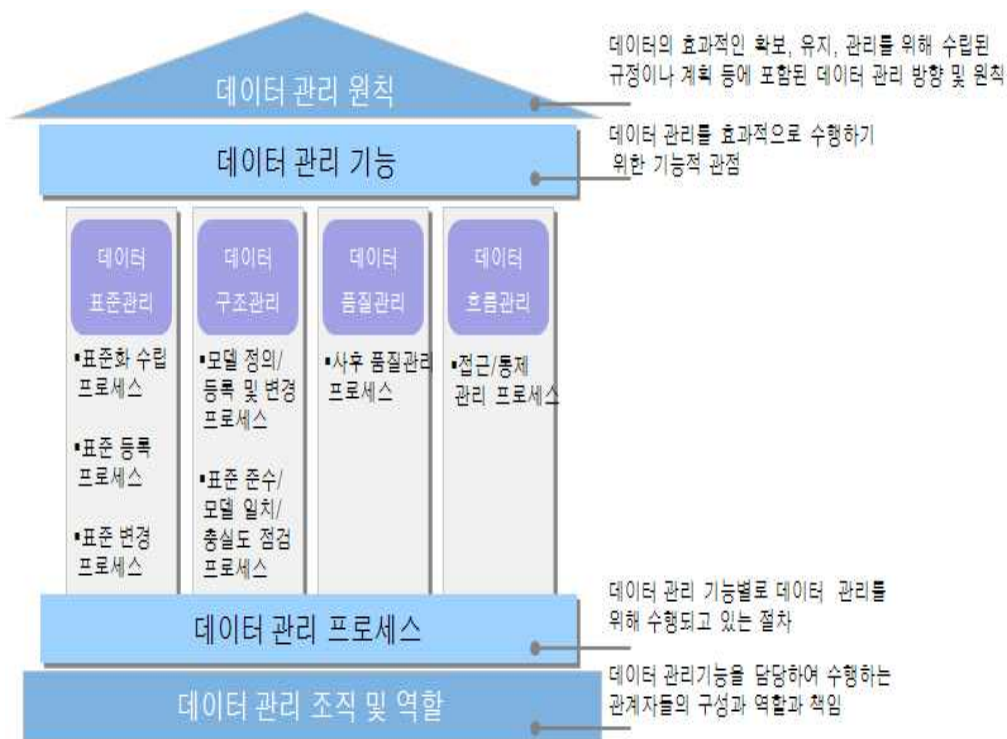 데이터 관리 원칙
데이터의 효과적인 확보, 유지, 관리를 위해 수립된
규정이나 계획 등에 포함된 데이터 관리 방향 및 원칙
데이터 관리 기능
데이터 관리를 효과적으로 수행하기
위한 기능적 관점
데이터
표준관리
▪표준화 수립
프로세스
▪표준 등록
프로세스
▪표준 변경
프로세스
데이터
구조관리
▪모델 정의/
등록 및 변경
프로세스
▪표준 준수/
모델 일치/
충실도 점검
프로세스
데이터
품질관리
▪사후 품질관리
프로세스
데이터
흐름관리
▪접근/통제
관리 프로세스
데이터 관리 프로세스
데이터 관리 기능별로 데이터 관리를
위해 수행되고 있는 절차
데이터 관리 조직 및 역할
데이터 관리기능을 담당하여 수행하는
관계자들의 구성과 역할과 책임